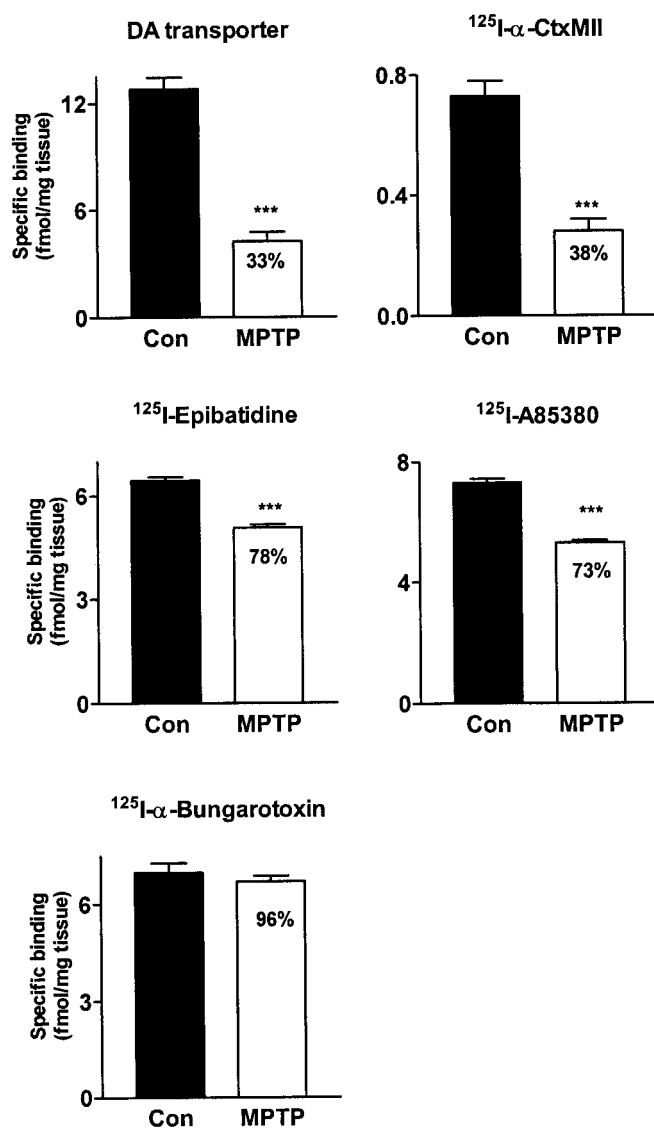 DA transporter
Specific binding
(fmol/mg tissue)
12
6
0
***
33%
Con MPTP
¹²⁵I-α-CtxMII
0.8
0.4
0.0
***
38%
Con MPTP
¹²⁵I-Epibatidine
Specific binding
(fmol/mg tissue)
6
3
0
***
78%
Con MPTP
¹²⁵I-A85380
8
4
0
***
73%
Con MPTP
¹²⁵I-α-Bungarotoxin
Specific binding
(fmol/mg tissue)
6
3
0
96%
Con MPTP